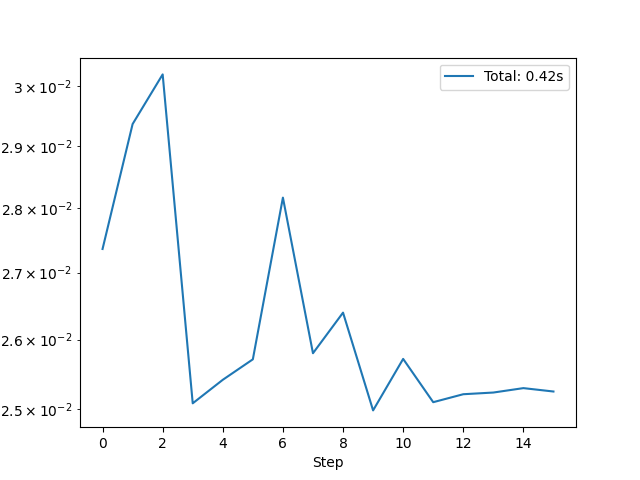 Total: 0.42s
3 × 10⁻²
2.9 × 10⁻²
2.8 × 10⁻²
2.7 × 10⁻²
2.6 × 10⁻²
2.5 × 10⁻²
0 2 4 6 8 10 12 14
Step